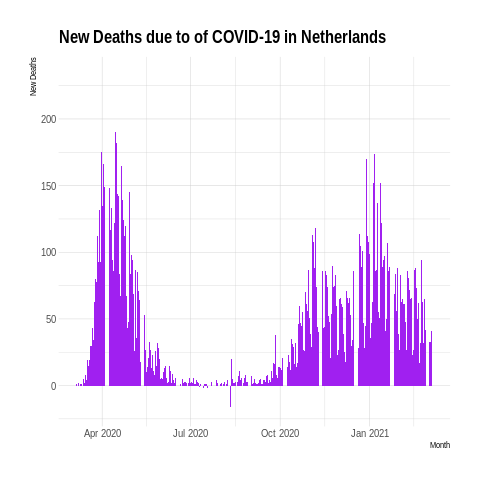 New Deaths due to of COVID-19 in Netherlands
New Deaths
200
150
100
50
0
Apr 2020 Jul 2020 Oct 2020 Jan 2021
Month